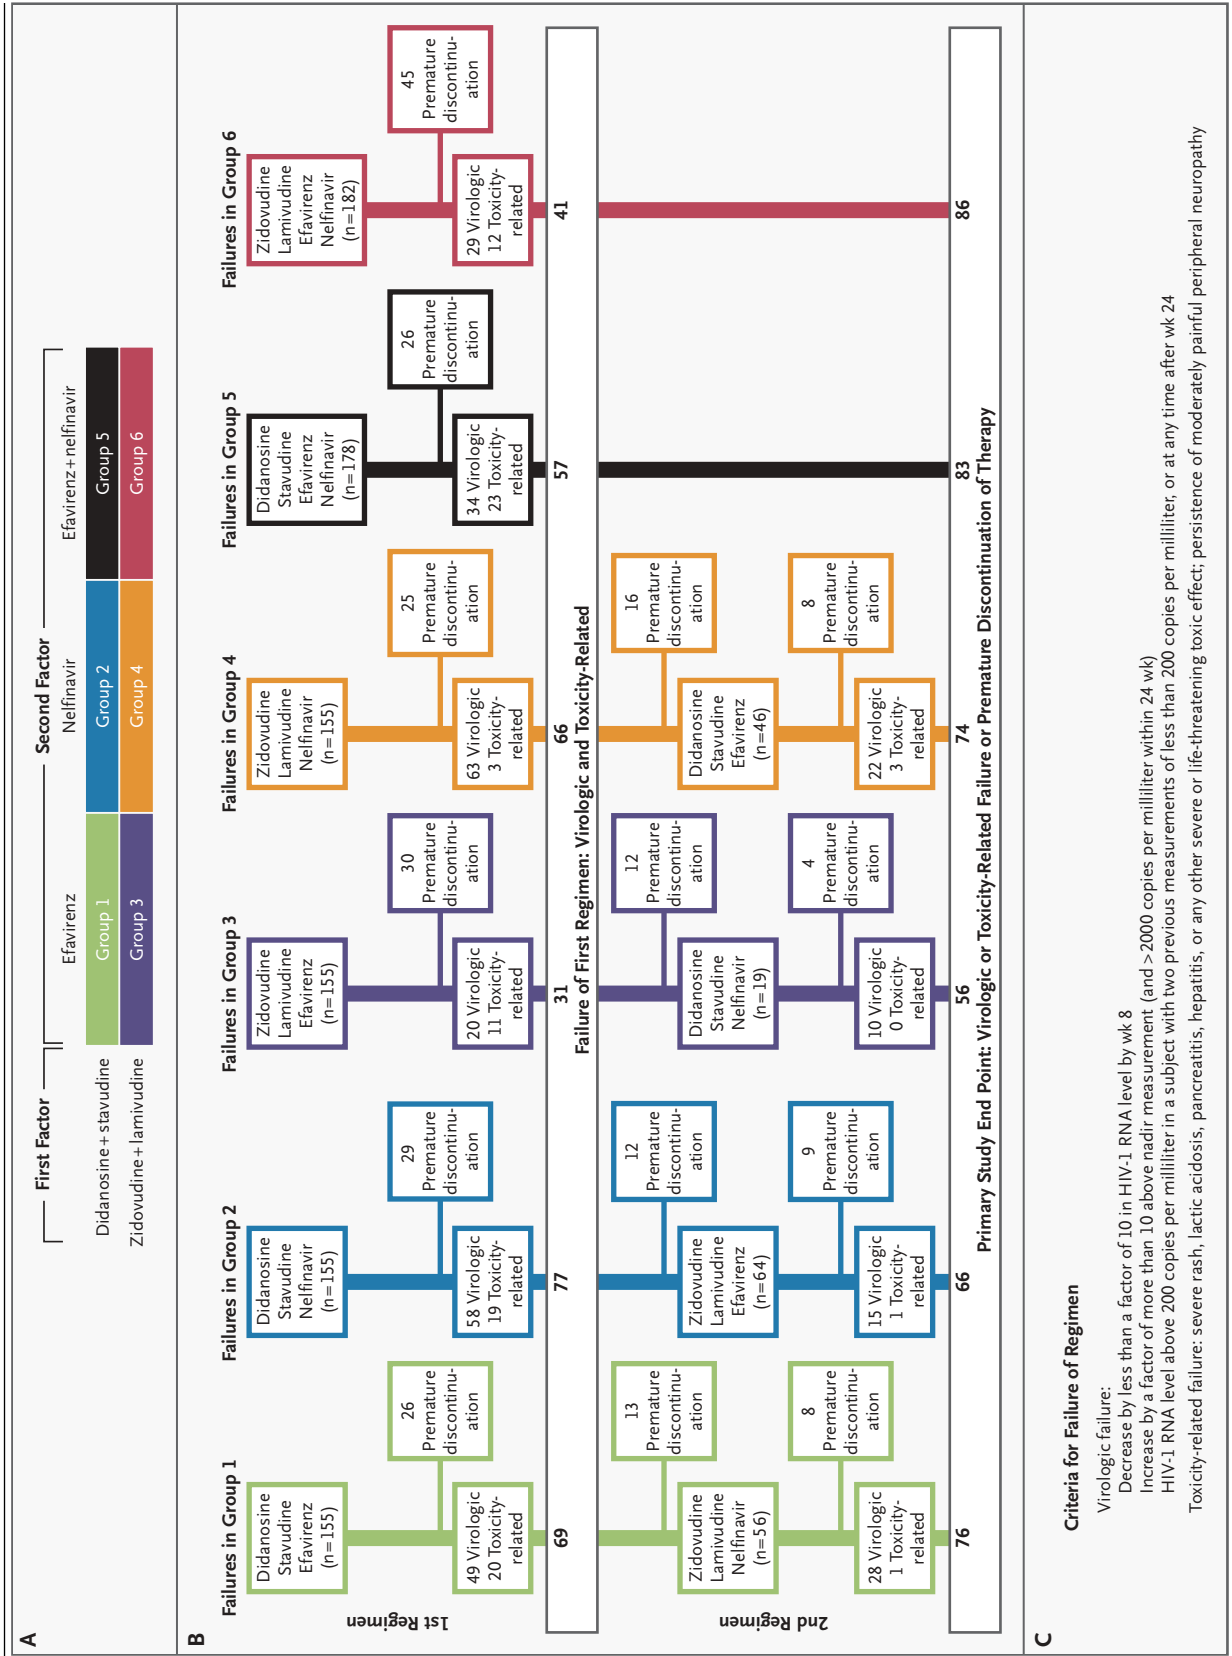 A
First Factor
Second Factor
Efavirenz
Nelfinavir
Efavirenz+nelfinavir
Didanosine+stavudine
Group 1
Group 2
Group 5
Zidovudine+lamivudine
Group 3
Group 4
Group 6
B
1st Regimen
Failures in Group 1
Didanosine
Stavudine
Efavirenz
(n=155)
26
Premature
discontinu-
ation
49 Virologic
20 Toxicity-
related
Failures in Group 2
Didanosine
Stavudine
Nelfinavir
(n=155)
29
Premature
discontinu-
ation
58 Virologic
19 Toxicity-
related
Failures in Group 3
Zidovudine
Lamivudine
Efavirenz
(n=155)
30
Premature
discontinu-
ation
20 Virologic
11 Toxicity-
related
Failures in Group 4
Zidovudine
Lamivudine
Nelfinavir
(n=155)
25
Premature
discontinu-
ation
63 Virologic
3 Toxicity-
related
Failures in Group 5
Didanosine
Stavudine
Efavirenz
Nelfinavir
(n=178)
26
Premature
discontinu-
ation
34 Virologic
23 Toxicity-
related
Failures in Group 6
Zidovudine
Lamivudine
Efavirenz
Nelfinavir
(n=182)
45
Premature
discontinu-
ation
29 Virologic
12 Toxicity-
related
69
77
31
66
57
41
Failure of First Regimen: Virologic and Toxicity-Related
2nd Regimen
13
Premature
discontinu-
ation
Zidovudine
Lamivudine
Nelfinavir
(n=56)
8
Premature
discontinu-
ation
28 Virologic
1 Toxicity-
related
12
Premature
discontinu-
ation
Zidovudine
Lamivudine
Efavirenz
(n=64)
9
Premature
discontinu-
ation
15 Virologic
1 Toxicity-
related
12
Premature
discontinu-
ation
Didanosine
Stavudine
Nelfinavir
(n=19)
4
Premature
discontinu-
ation
10 Virologic
0 Toxicity-
related
16
Premature
discontinu-
ation
Didanosine
Stavudine
Efavirenz
(n=46)
8
Premature
discontinu-
ation
22 Virologic
3 Toxicity-
related
76
66
56
74
83
86
Primary Study End Point: Virologic or Toxicity-Related Failure or Premature Discontinuation of Therapy
C
Criteria for Failure of Regimen
Virologic failure:
Decrease by less than a factor of 10 in HIV-1 RNA level by wk 8
Increase by a factor of more than 10 above nadir measurement (and >2000 copies per milliliter within 24 wk)
HIV-1 RNA level above 200 copies per milliliter in a subject with two previous measurements of less than 200 copies per milliliter, or at any time after wk 24
Toxicity-related failure: severe rash, lactic acidosis, pancreatitis, hepatitis, or any other severe or life-threatening toxic effect; persistence of moderately painful peripheral neuropathy